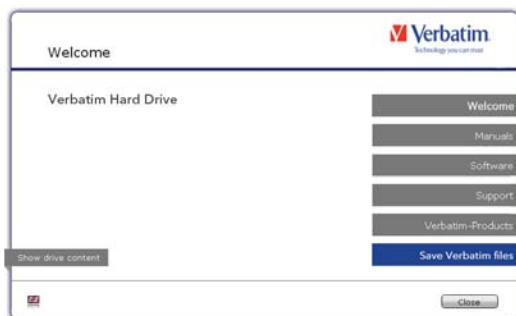 Welcome
Verbatim
Technology you can trust
Verbatim Hard Drive
Welcome
Manuals
Software
Support
Verbatim-Products
Show drive content
Save Verbatim files
Close